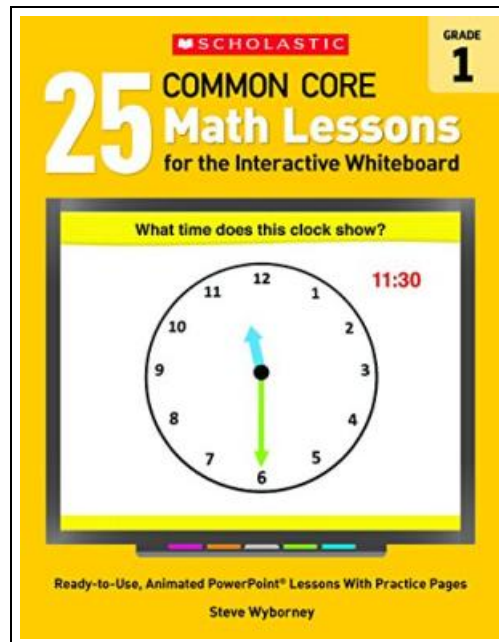 SCHOLASTIC
GRADE
1
25
COMMON CORE
Math Lessons
for the Interactive Whiteboard
What time does this clock show?
11:30
12
11
1
10
2
9
3
8
4
7
5
6
Ready-to-Use, Animated PowerPoint® Lessons With Practice Pages
Steve Wyborney